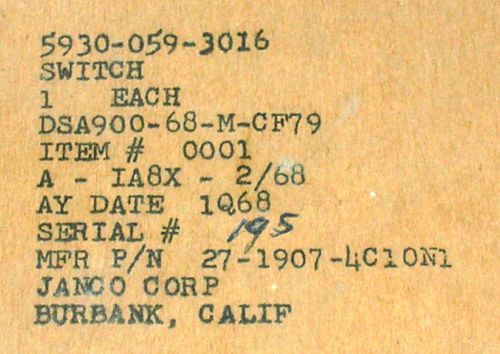 5930-059-3016
SWITCH
1 EACH
DSA900-68-M-CF79
ITEM # 0001
A - IA8X - 2/68
AY DATE 1Q68
SERIAL # 195
MFR P/N 27-1907-4C10N1
JANCO CORP
BURBANK, CALIF